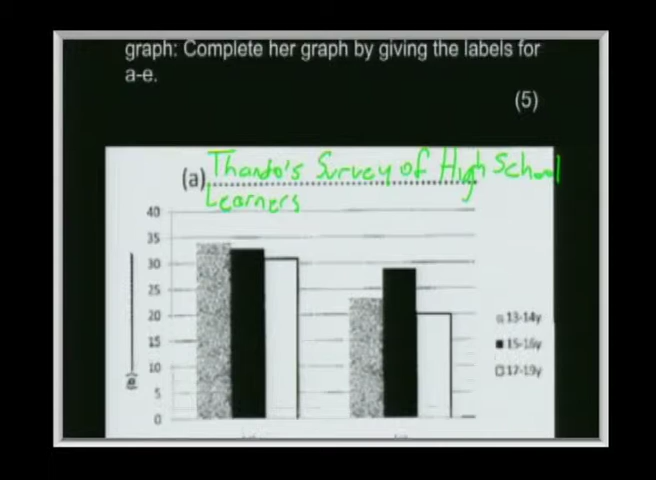 graph: Complete her graph by giving the labels for
a-e.
(5)
(a) Thando's Survey of High School
Learners
40
35
30
25
20
15
10
5
0
(b)
13-14y
15-16y
17-19y